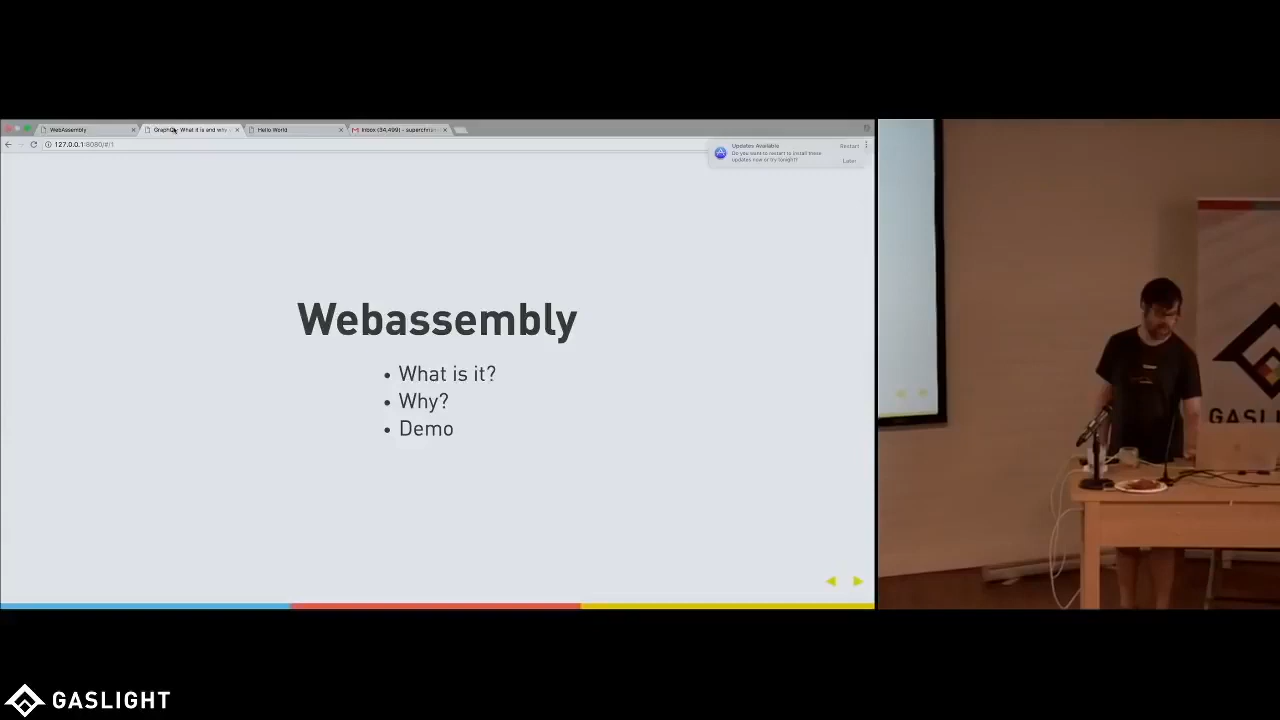 WebAssembly
GraphQL: What it is and why
Hello World
Inbox (34,499) - superchri
127.0.0.1:8080/#/1
Updates Available
Do you want to restart to install these
updates now or try tonight?
Restart
Later
Webassembly
• What is it?
• Why?
• Demo
GASLI
GASLIGHT